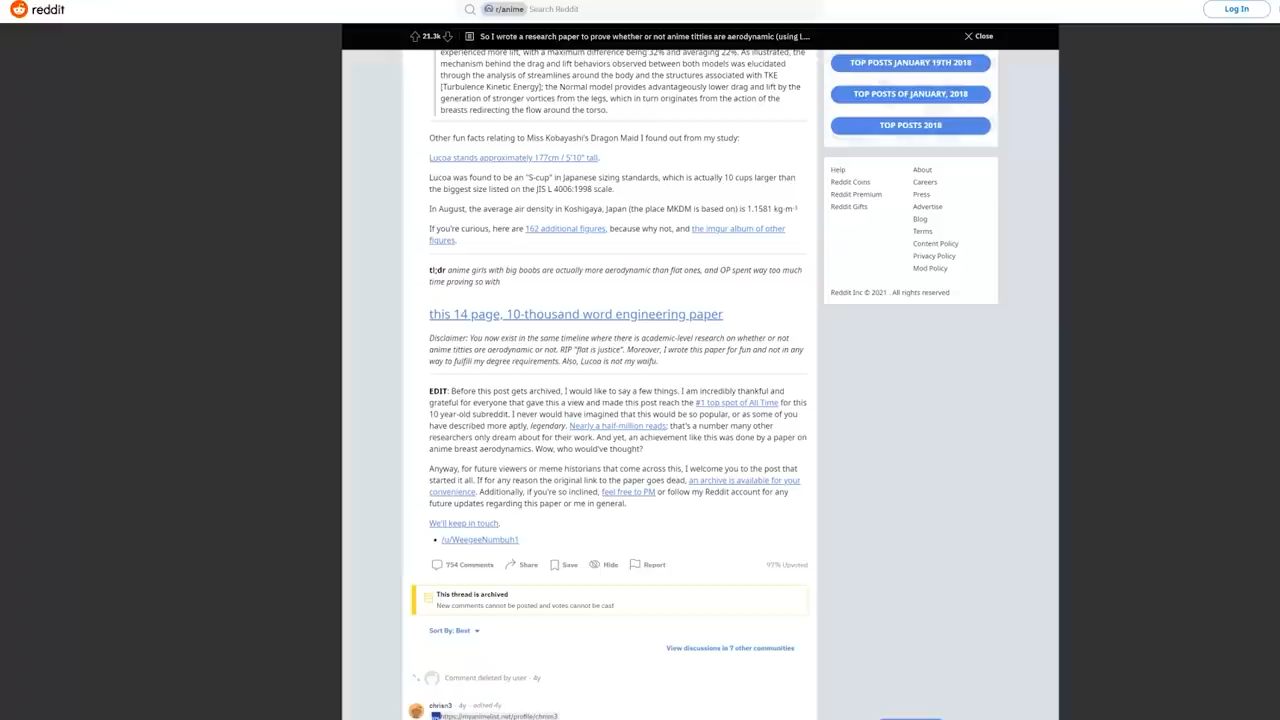 reddit
r/anime Search Reddit
Log In
21.3k So I wrote a research paper to prove whether or not anime titties are aerodynamic (using L... Close
experienced more lift, with a maximum difference being 32% and averaging 22%. As illustrated, the
mechanism behind the drag and lift behaviors observed between both models was elucidated
through the analysis of streamlines around the body and the structures associated with TKE
[Turbulence Kinetic Energy]; the Normal model provides advantageously lower drag and lift by the
generation of stronger vortices from the legs, which in turn originates from the action of the
breasts redirecting the flow around the torso.
Other fun facts relating to Miss Kobayashi's Dragon Maid I found out from my study:
Lucoa stands approximately 177cm / 5'10" tall.
Lucoa was found to be an "S-cup" in Japanese sizing standards, which is actually 10 cups larger than
the biggest size listed on the JIS L 4006:1998 scale.
In August, the average air density in Koshigaya, Japan (the place MKDM is based on) is 1.1581 kg·m⁻³
If you're curious, here are 162 additional figures, because why not, and the imgur album of other
figures.
tl;dr anime girls with big boobs are actually more aerodynamic than flat ones, and OP spent way too much
time proving so with
this 14 page, 10-thousand word engineering paper
Disclaimer: You now exist in the same timeline where there is academic-level research on whether or not
anime titties are aerodynamic or not. RIP "flat is justice". Moreover, I wrote this paper for fun and not in any
way to fulfill my degree requirements. Also, Lucoa is not my waifu.
EDIT: Before this post gets archived, I would like to say a few things. I am incredibly thankful and
grateful for everyone that gave this a view and made this post reach the #1 top spot of All Time for this
10 year-old subreddit. I never would have imagined that this would be so popular, or as some of you
have described more aptly, legendary. Nearly a half-million reads; that's a number many other
researchers only dream about for their work. And yet, an achievement like this was done by a paper on
anime breast aerodynamics. Wow, who would've thought?
Anyway, for future viewers or meme historians that come across this, I welcome you to the post that
started it all. If for any reason the original link to the paper goes dead, an archive is available for your
convenience. Additionally, if you're so inclined, feel free to PM or follow my Reddit account for any
future updates regarding this paper or me in general.
We'll keep in touch.
• /u/WeegeeNumbuh1
754 Comments Share Save Hide Report 97% Upvoted
This thread is archived
New comments cannot be posted and votes cannot be cast
Sort By: Best
View discussions in 7 other communities
Comment deleted by user · 4y
chrisn3 · 4y · edited 4y
https://myanimelist.net/profile/chrisn3
TOP POSTS JANUARY 19TH 2018
TOP POSTS OF JANUARY, 2018
TOP POSTS 2018
Help About
Reddit Coins Careers
Reddit Premium Press
Reddit Gifts Advertise
Blog
Terms
Content Policy
Privacy Policy
Mod Policy
Reddit Inc © 2021 . All rights reserved